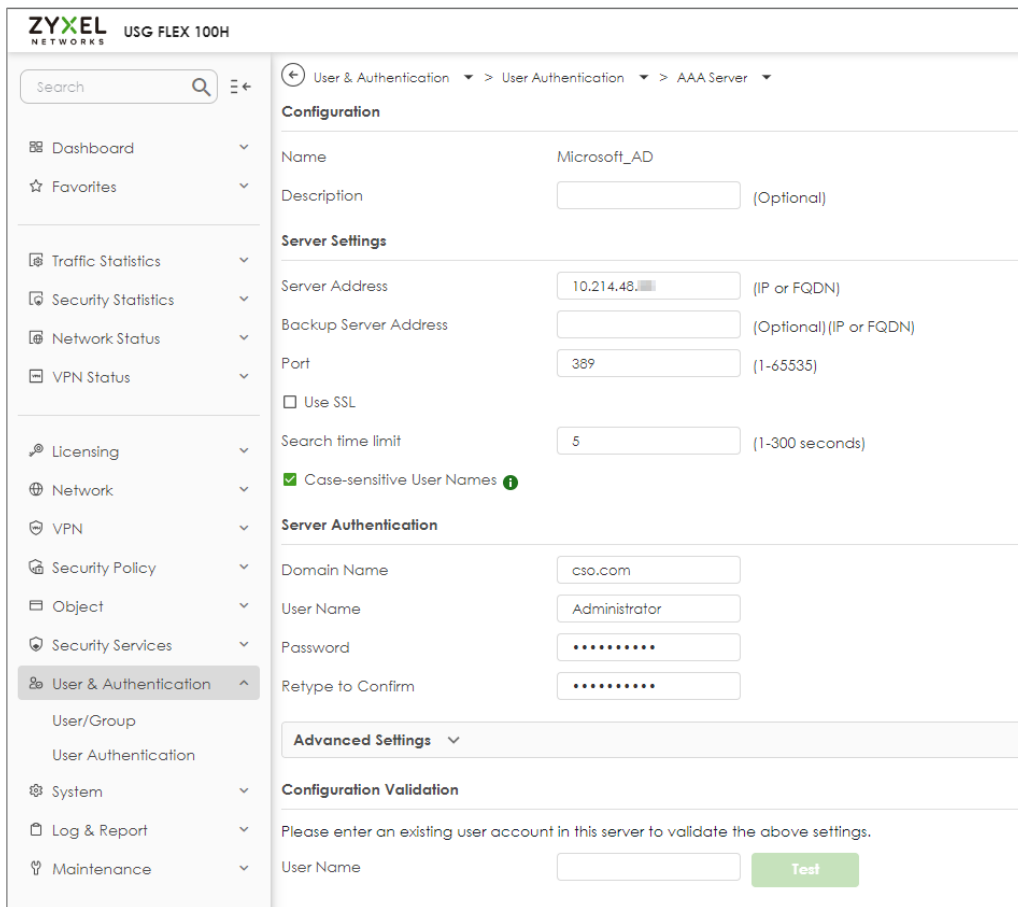 ZYXEL
NETWORKS
USG FLEX 100H
Search
Dashboard
Favorites
Traffic Statistics
Security Statistics
Network Status
VPN Status
Licensing
Network
VPN
Security Policy
Object
Security Services
User & Authentication
User/Group
User Authentication
System
Log & Report
Maintenance
User & Authentication > User Authentication > AAA Server
Configuration
Name Microsoft_AD
Description (Optional)
Server Settings
Server Address 10.214.48. (IP or FQDN)
Backup Server Address (Optional)(IP or FQDN)
Port 389 (1-65535)
Use SSL
Search time limit 5 (1-300 seconds)
Case-sensitive User Names
Server Authentication
Domain Name cso.com
User Name Administrator
Password ••••••••••
Retype to Confirm ••••••••••
Advanced Settings
Configuration Validation
Please enter an existing user account in this server to validate the above settings.
User Name Test